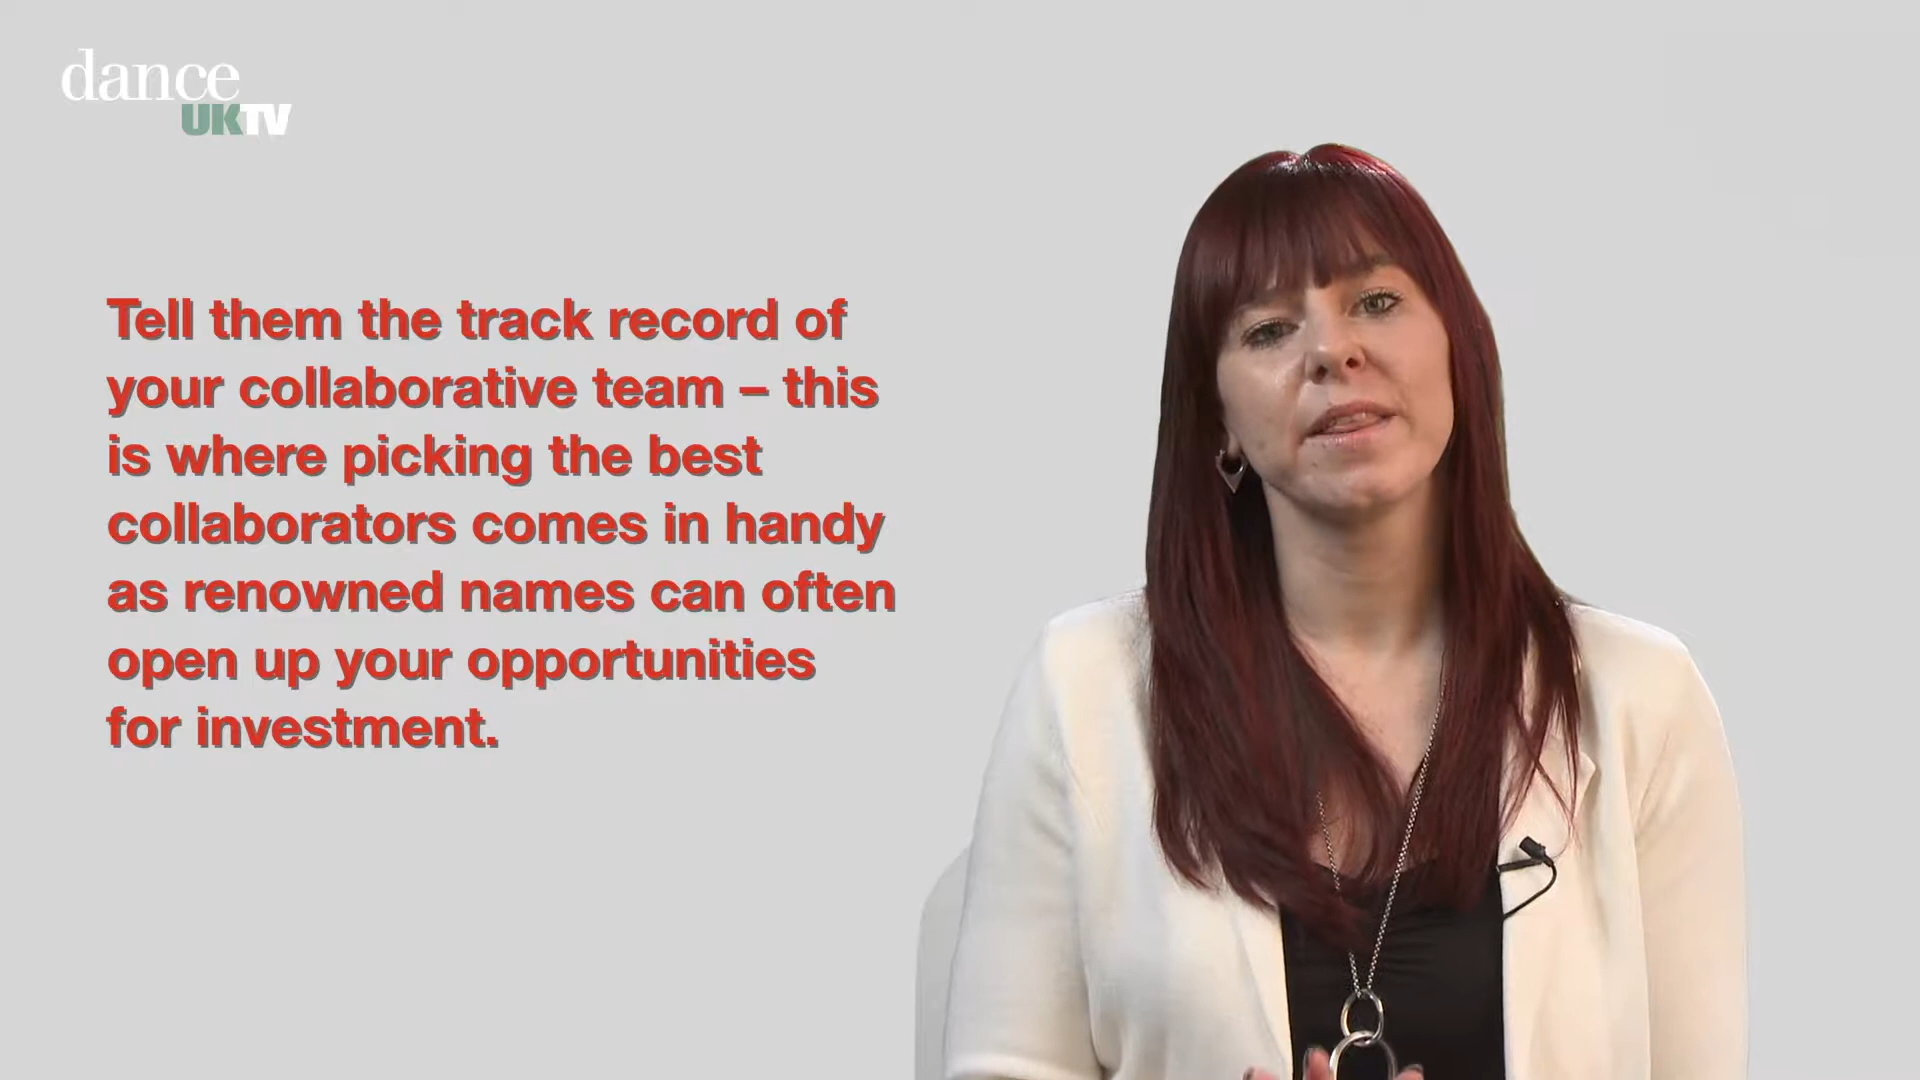 dance
UKTV
Tell them the track record of
your collaborative team – this
is where picking the best
collaborators comes in handy
as renowned names can often
open up your opportunities
for investment.